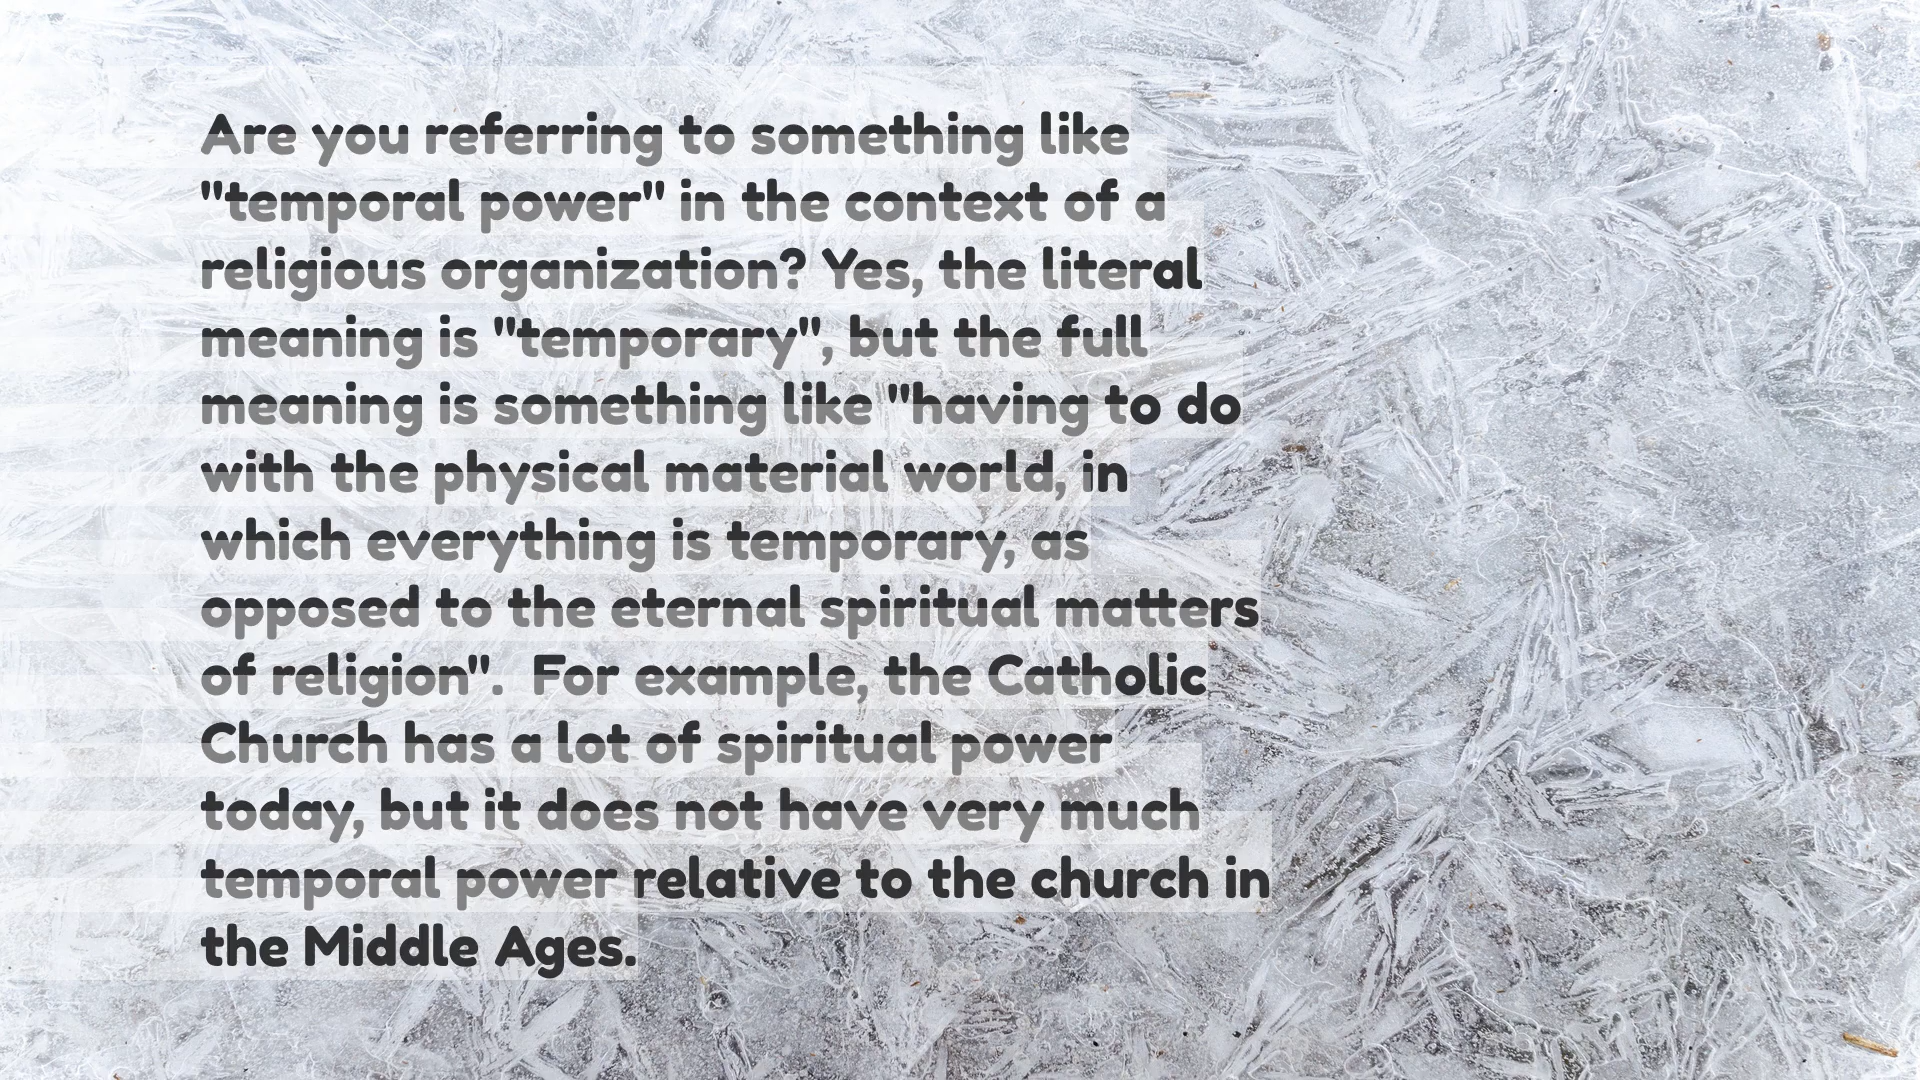 Are you referring to something like
"temporal power" in the context of a
religious organization? Yes, the literal
meaning is "temporary", but the full
meaning is something like "having to do
with the physical material world, in
which everything is temporary, as
opposed to the eternal spiritual matters
of religion".  For example, the Catholic
Church has a lot of spiritual power
today, but it does not have very much
temporal power relative to the church in
the Middle Ages.